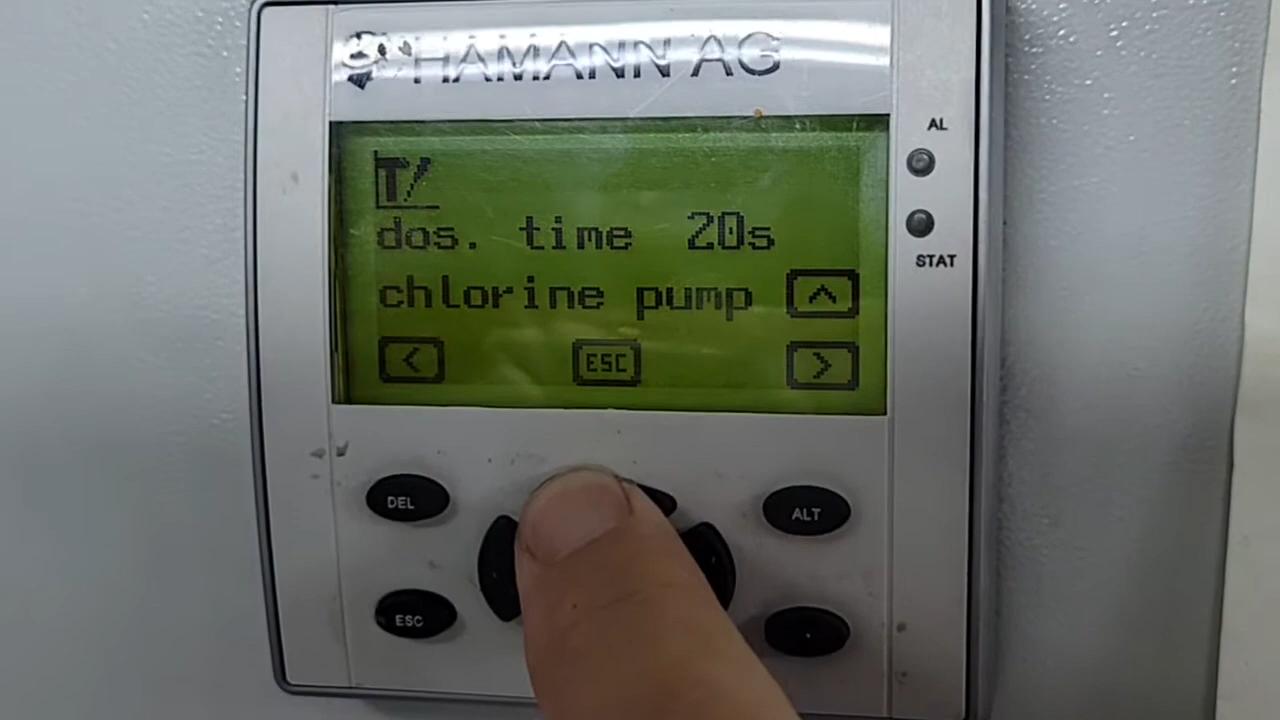 HAMANN AG
AL
T
dos. time 20s
STAT
chlorine pump ^
< ESC >
DEL
ALT
ESC